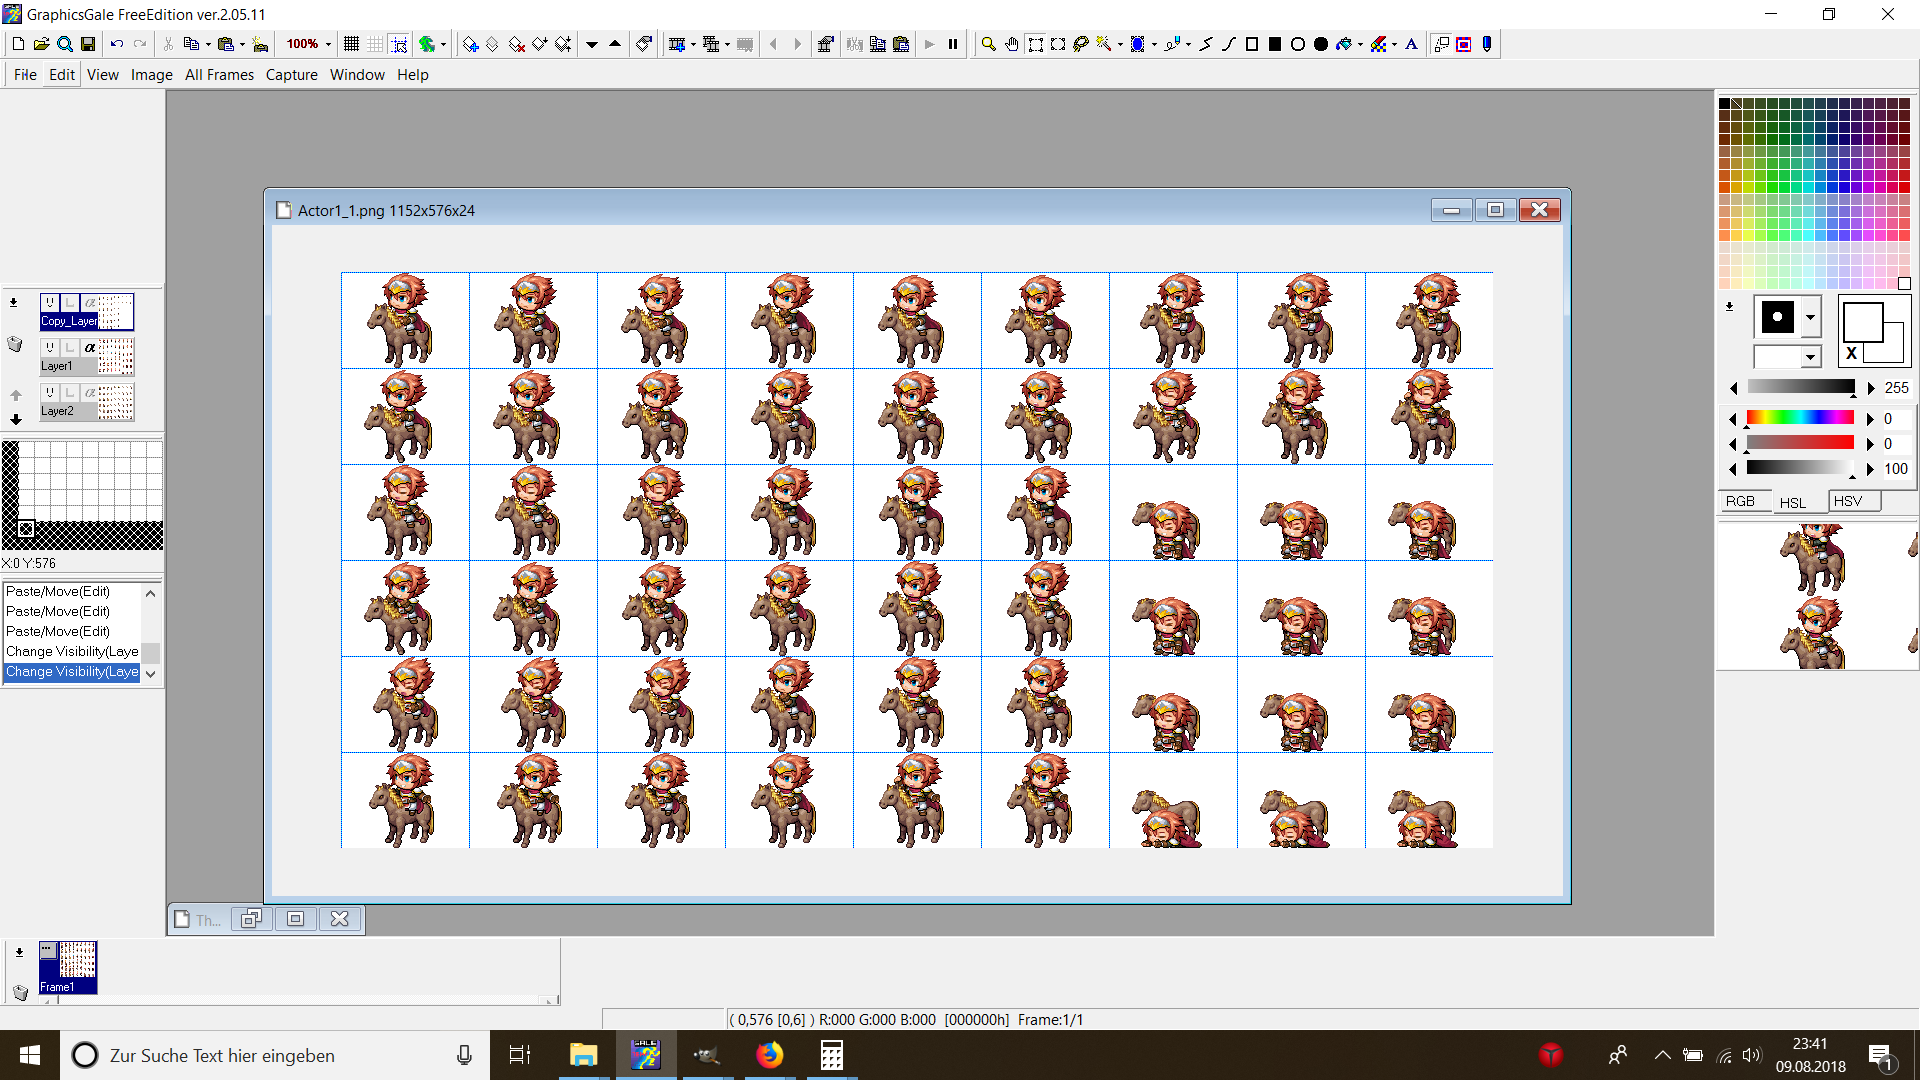 GraphicsGale FreeEdition ver.2.05.11
100%
File Edit View Image All Frames Capture Window Help
Actor1_1.png 1152x576x24
Copy_Layer
Layer1
Layer2
X:0 Y:576
Paste/Move(Edit)
Paste/Move(Edit)
Paste/Move(Edit)
Change Visibility(Laye
Change Visibility(Laye
255
0
0
100
RGB HSL HSV
X
Th...
Frame1
( 0,576 [0,6] ) R:000 G:000 B:000 [000000h] Frame:1/1
Zur Suche Text hier eingeben
23:41
09.08.2018
1